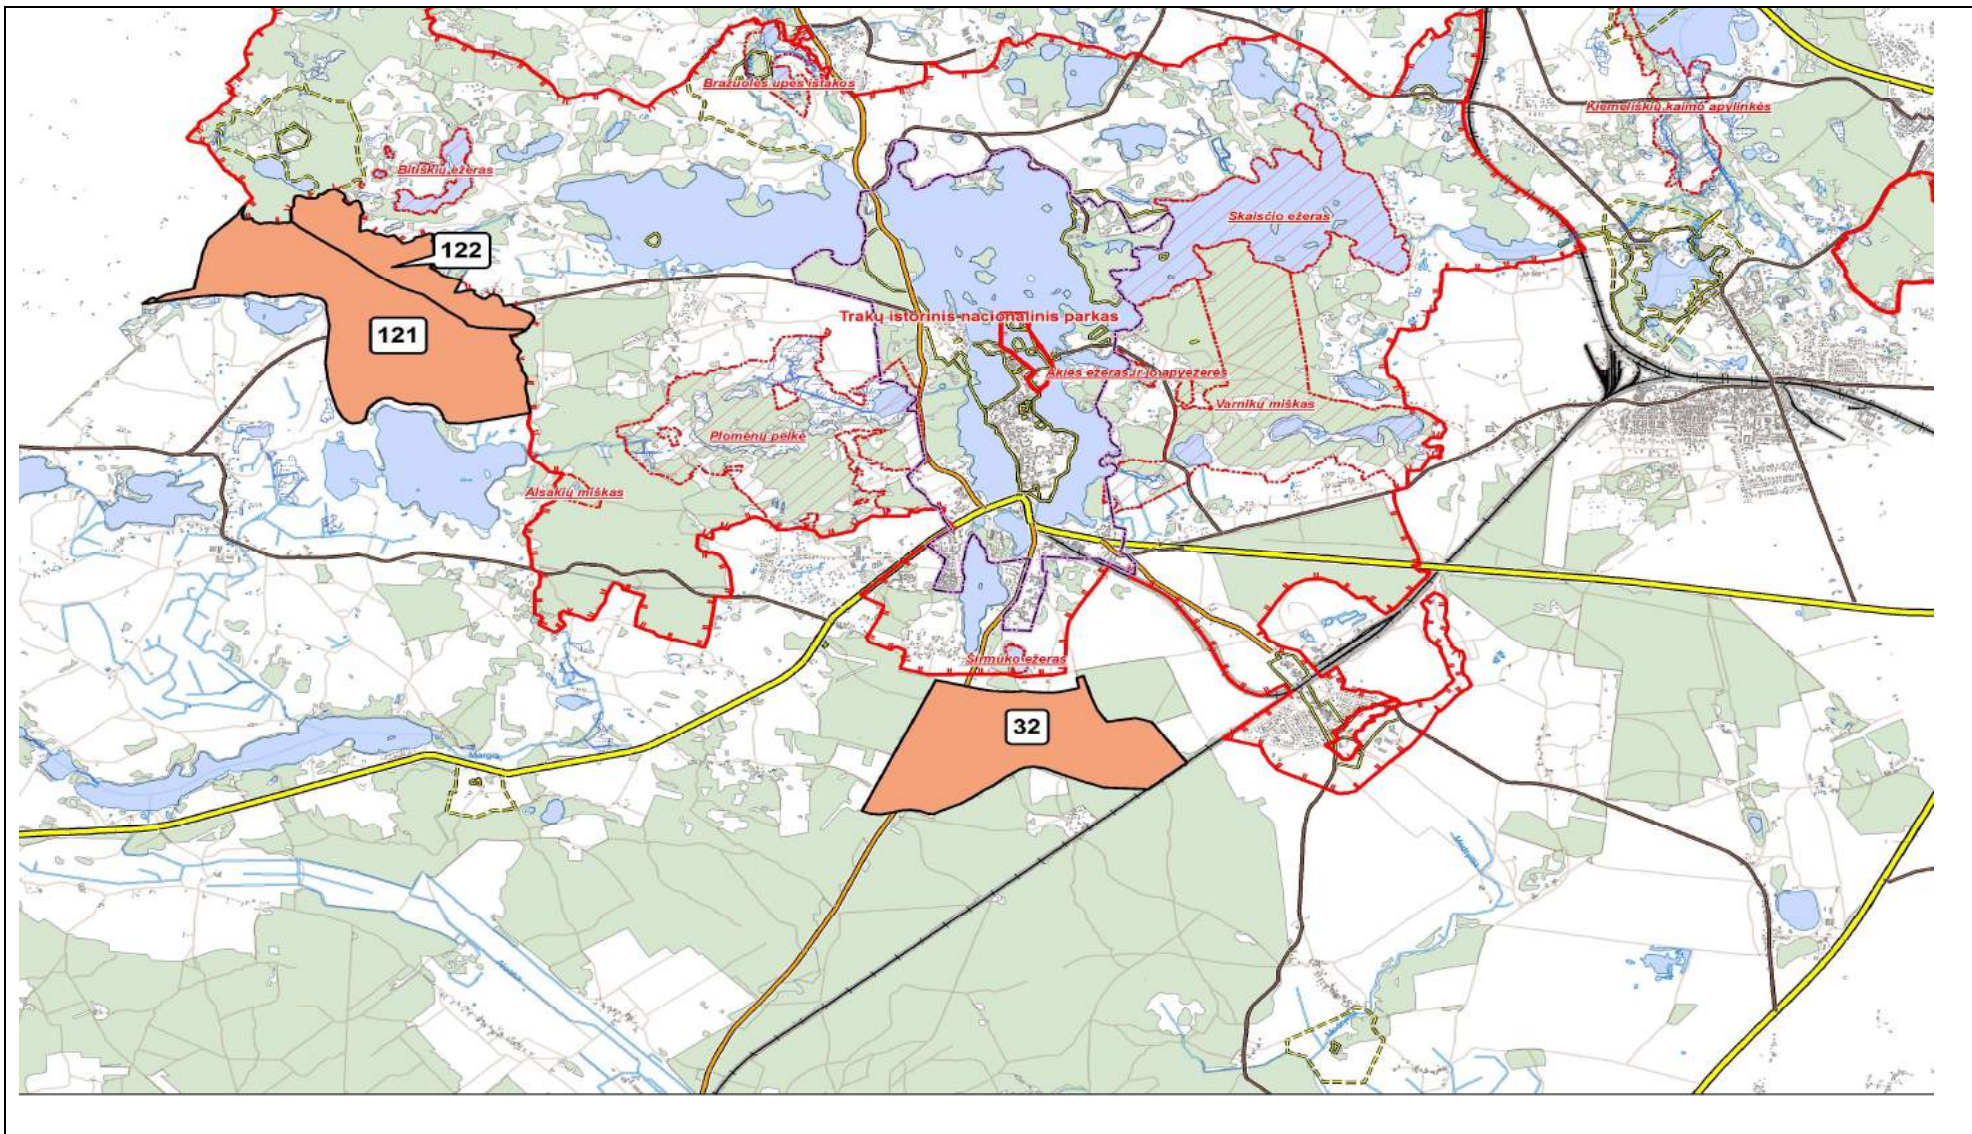 Bražuolės upės ištakos
Kiemeliškių kaimo apylinkės
Bitiškių ežeras
Skaisčio ežeras
122
Trakų istorinis nacionalinis parkas
121
Akies ežeras ir jo apyežerės
Varnikų miškas
Plomėnų pelkė
Alsakių miškas
Širmuko ežeras
32
Margis